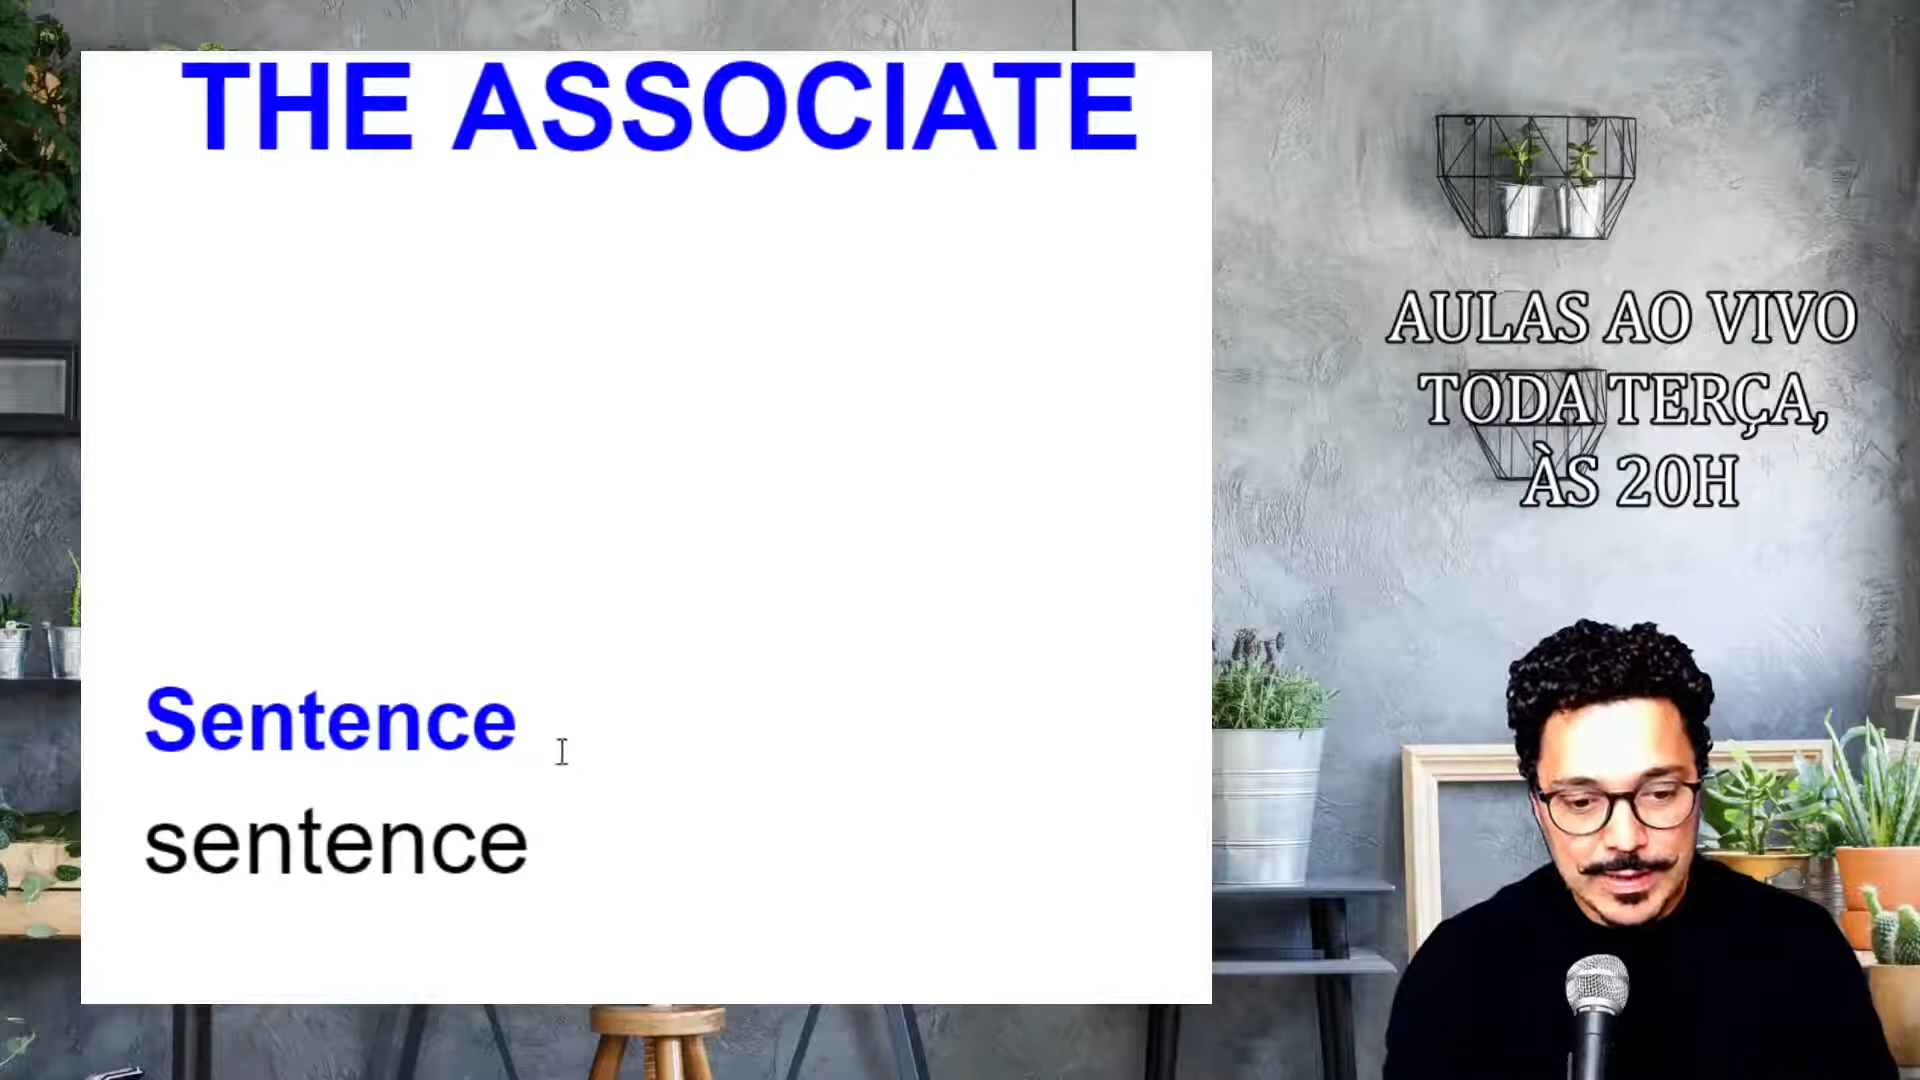 THE ASSOCIATE
Sentence
sentence
AULAS AO VIVO
TODA TERÇA,
ÀS 20H